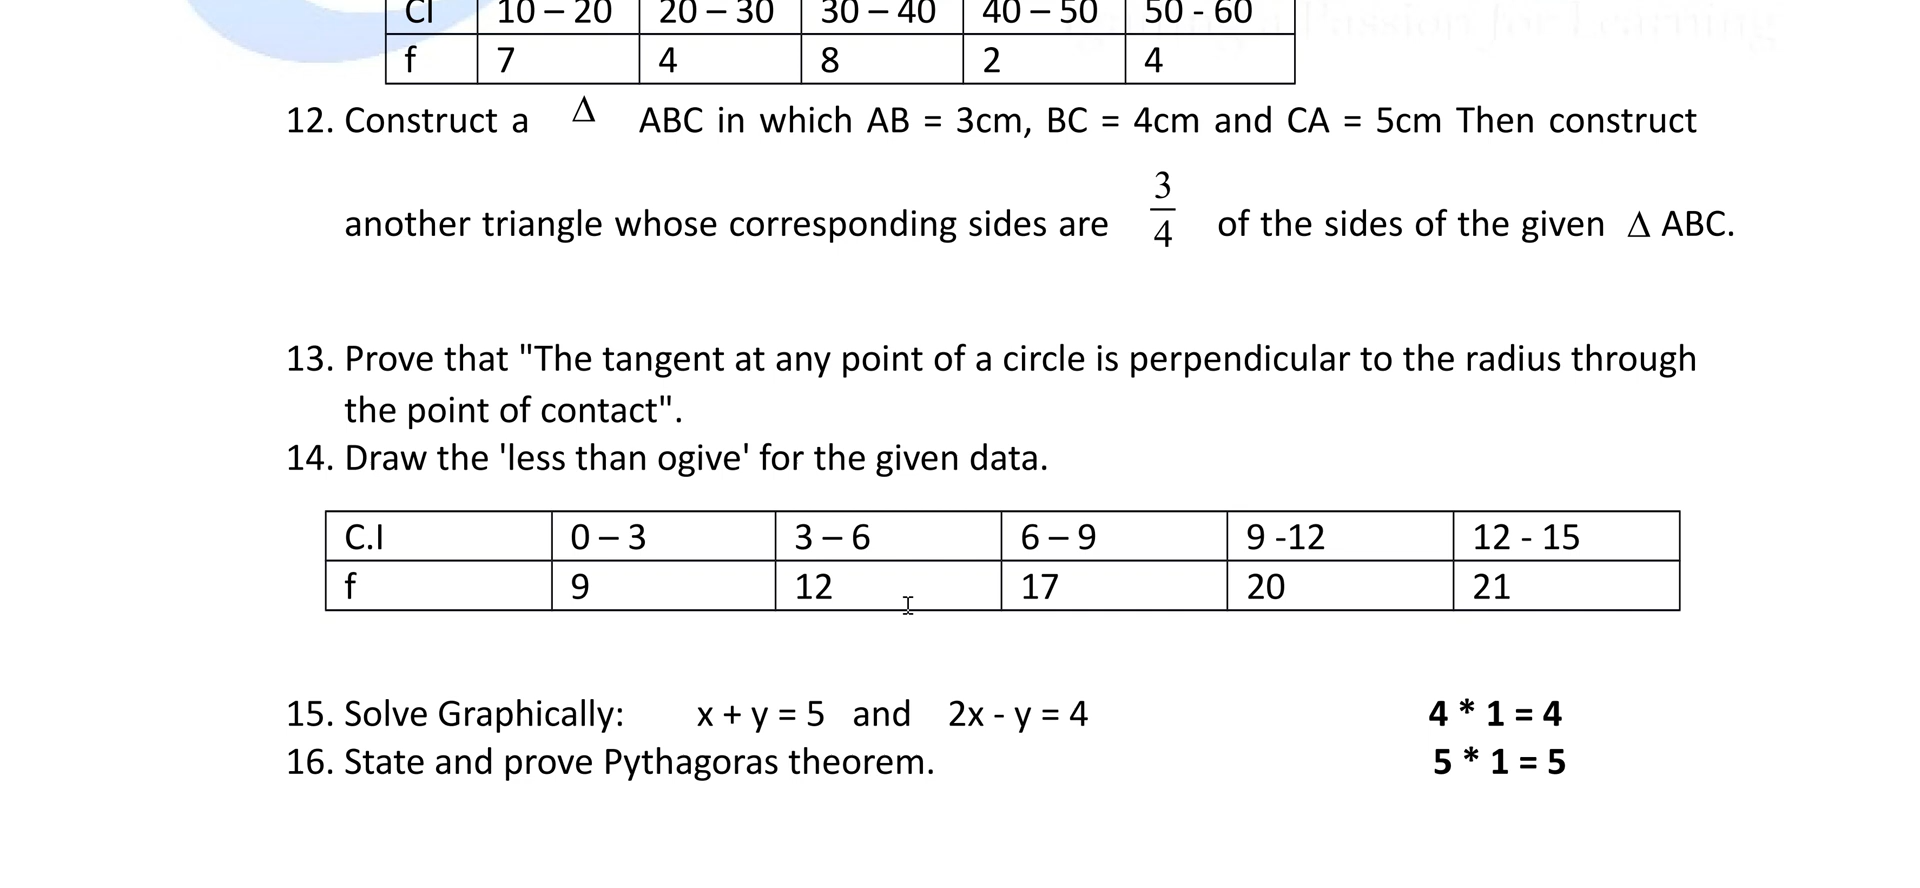 CI 10 – 20 20 – 30 30 – 40 40 – 50 50 - 60
f 7 4 8 2 4
12. Construct a Δ ABC in which AB = 3cm, BC = 4cm and CA = 5cm Then construct
another triangle whose corresponding sides are 3/4 of the sides of the given Δ ABC.
13. Prove that "The tangent at any point of a circle is perpendicular to the radius through
the point of contact".
14. Draw the 'less than ogive' for the given data.
C.I 0 – 3 3 – 6 6 – 9 9 -12 12 - 15
f 9 12 17 20 21
15. Solve Graphically: x + y = 5 and 2x - y = 4 4 * 1 = 4
16. State and prove Pythagoras theorem. 5 * 1 = 5